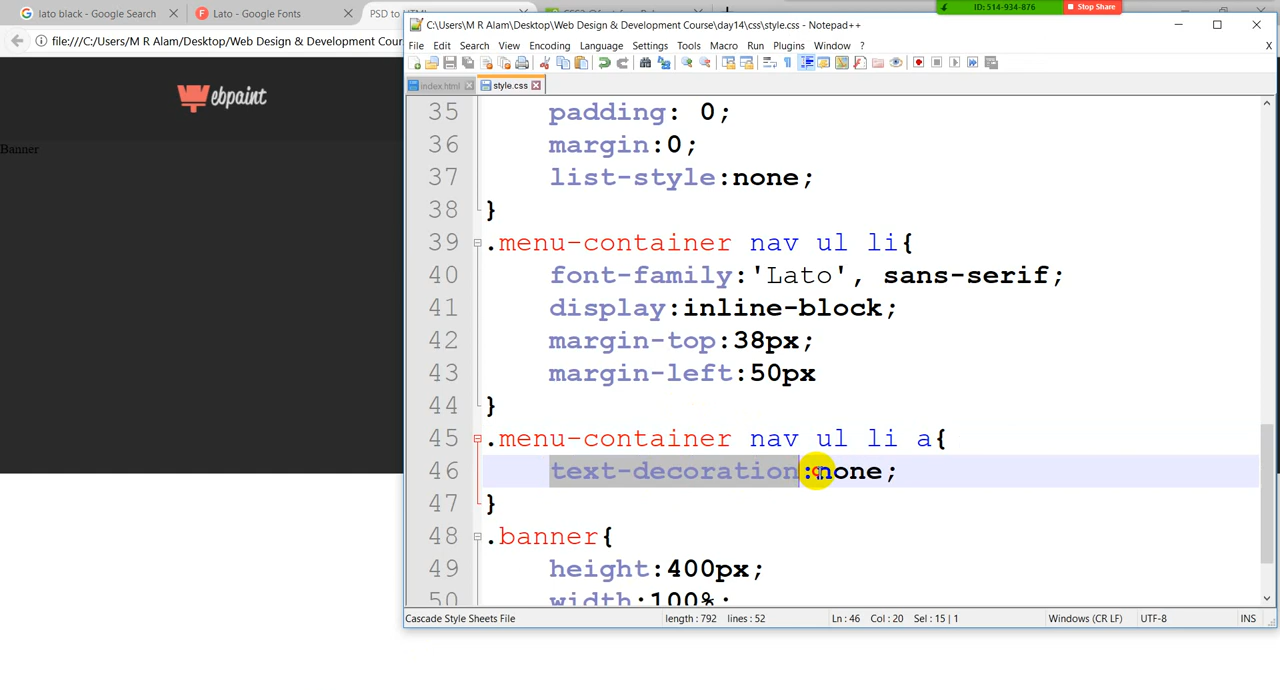 lato black - Google Search
Lato - Google Fonts
PSD to
ID: 514-934-876
Stop Share
file:///C:/Users/M R Alam/Desktop/Web Design & Development Cour
C:\Users\M R Alam\Desktop\Web Design & Development Course\day14\css\style.css - Notepad++
File Edit Search View Encoding Language Settings Tools Macro Run Plugins Window ?
X
index.html
style.css
ebpaint
Banner
35 padding: 0;
36 margin:0;
37 list-style:none;
38 }
39 .menu-container nav ul li{
40 font-family:'Lato', sans-serif;
41 display:inline-block;
42 margin-top:38px;
43 margin-left:50px
44 }
45 .menu-container nav ul li a{
46 text-decoration:none;
47 }
48 .banner{
49 height:400px;
50 width:100%;
Cascade Style Sheets File
length : 792 lines : 52
Ln : 46 Col : 20 Sel : 15 | 1
Windows (CR LF)
UTF-8
INS